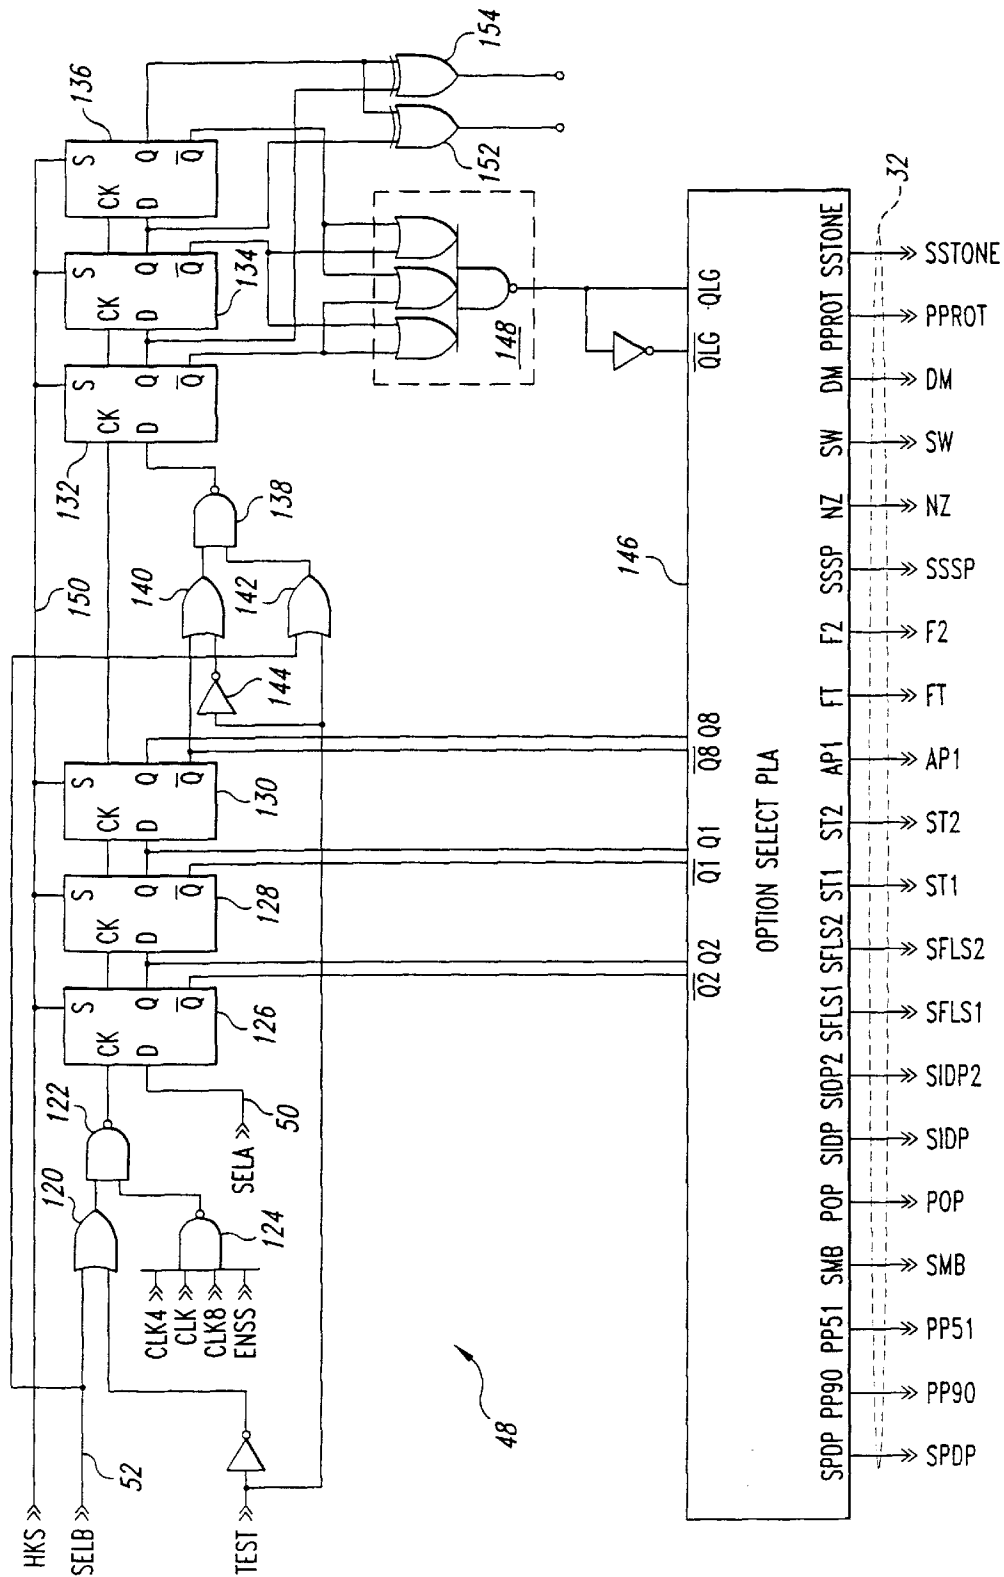 HKS
SELB
52
TEST
120
122
CLK4
CLK
CLK8
ENSS
124
SELA
50
S
CK
D
Q
Q̅
126
S
CK
D
Q
Q̅
128
S
CK
D
Q
Q̅
130
150
144
140
142
138
132
S
CK
D
Q
Q̅
S
CK
D
Q
Q̅
134
S
CK
D
Q
Q̅
136
152
154
148
48
146
Q̅2̅ Q2 Q̅1̅ Q1 Q̅8̅ Q8 Q̅L̅G̅ QLG
OPTION SELECT PLA
SPDP PP90 PP51 SMB POP SIDP SIDP2 SFLS1 SFLS2 ST1 ST2 AP1 FT F2 SSSP NZ SW DM PPROT SSTONE
32
SPDP PP90 PP51 SMB POP SIDP SIDP2 SFLS1 SFLS2 ST1 ST2 AP1 FT F2 SSSP NZ SW DM PPROT SSTONE